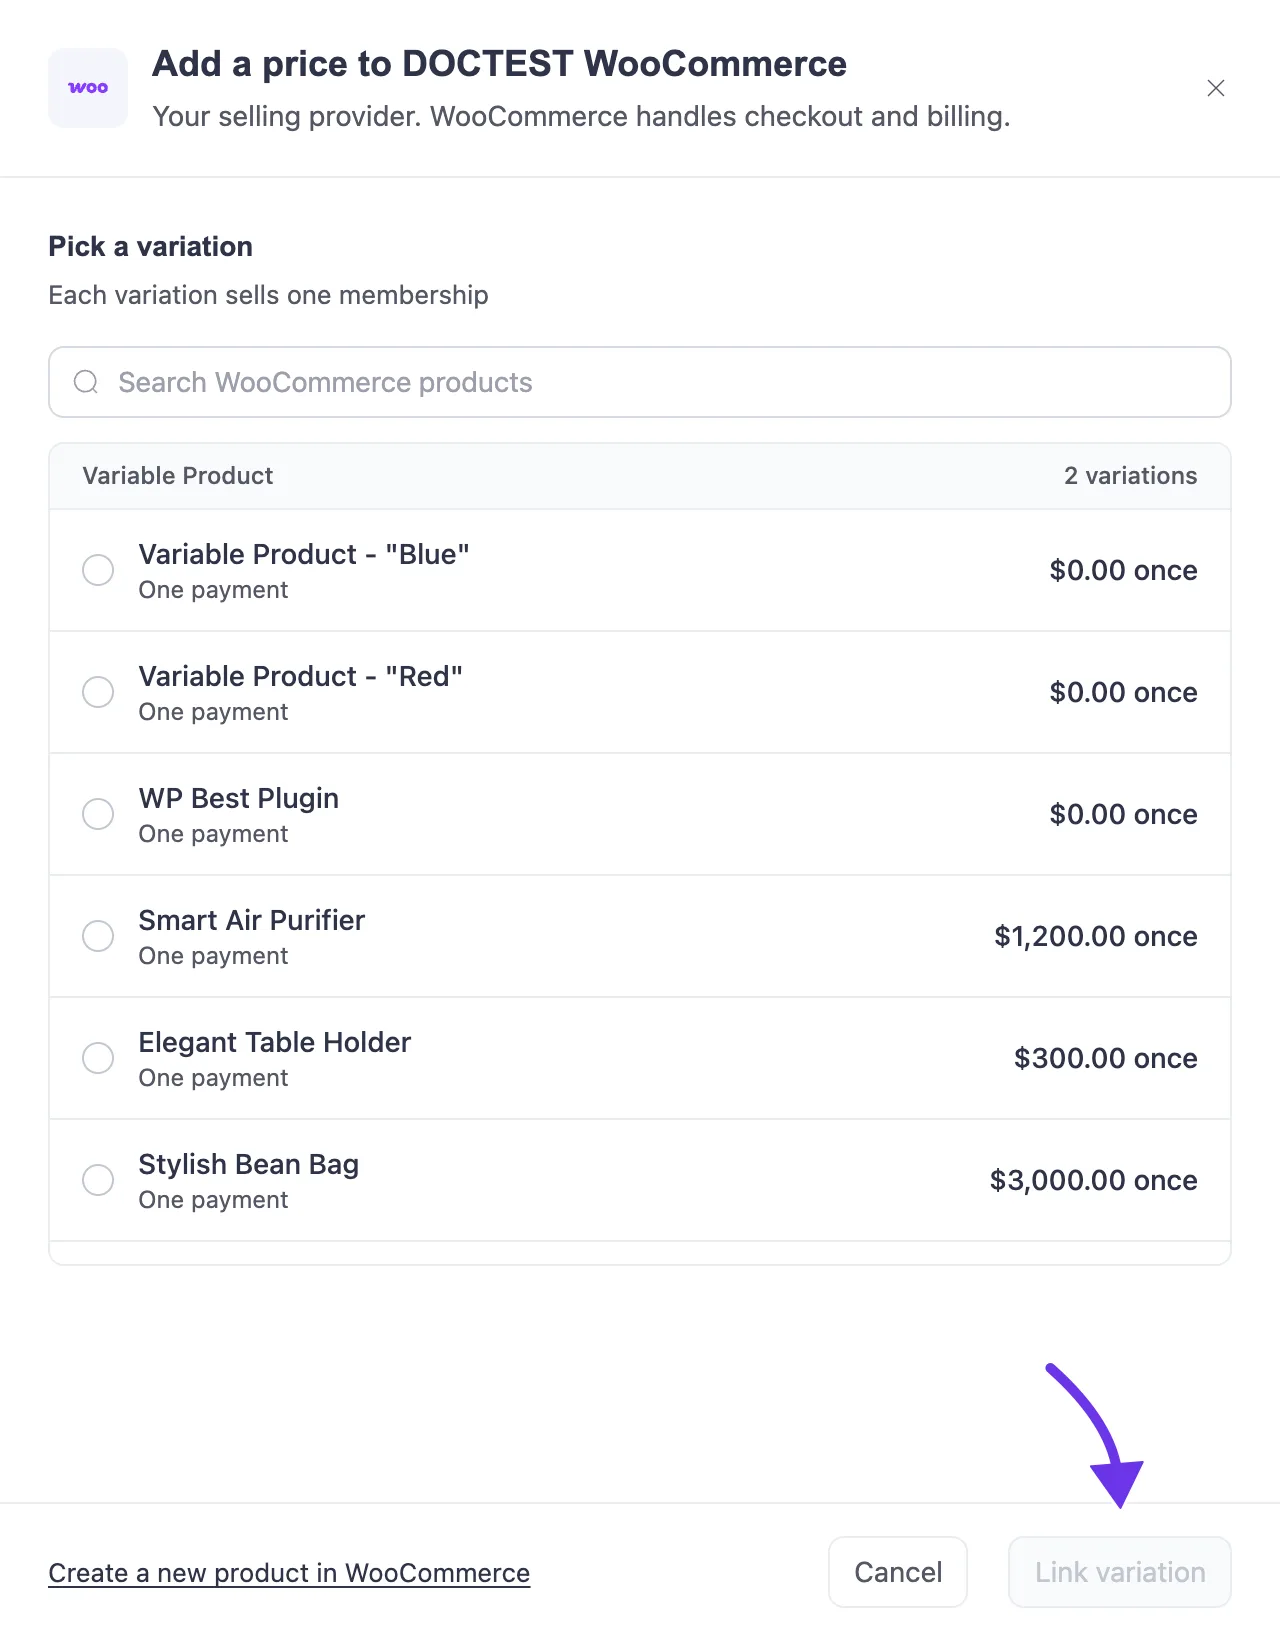 woo
Add a price to DOCTEST WooCommerce
Your selling provider. WooCommerce handles checkout and billing.
Pick a variation
Each variation sells one membership
Search WooCommerce products
Variable Product 2 variations
Variable Product - "Blue"
One payment
$0.00 once
Variable Product - "Red"
One payment
$0.00 once
WP Best Plugin
One payment
$0.00 once
Smart Air Purifier
One payment
$1,200.00 once
Elegant Table Holder
One payment
$300.00 once
Stylish Bean Bag
One payment
$3,000.00 once
Create a new product in WooCommerce
Cancel
Link variation